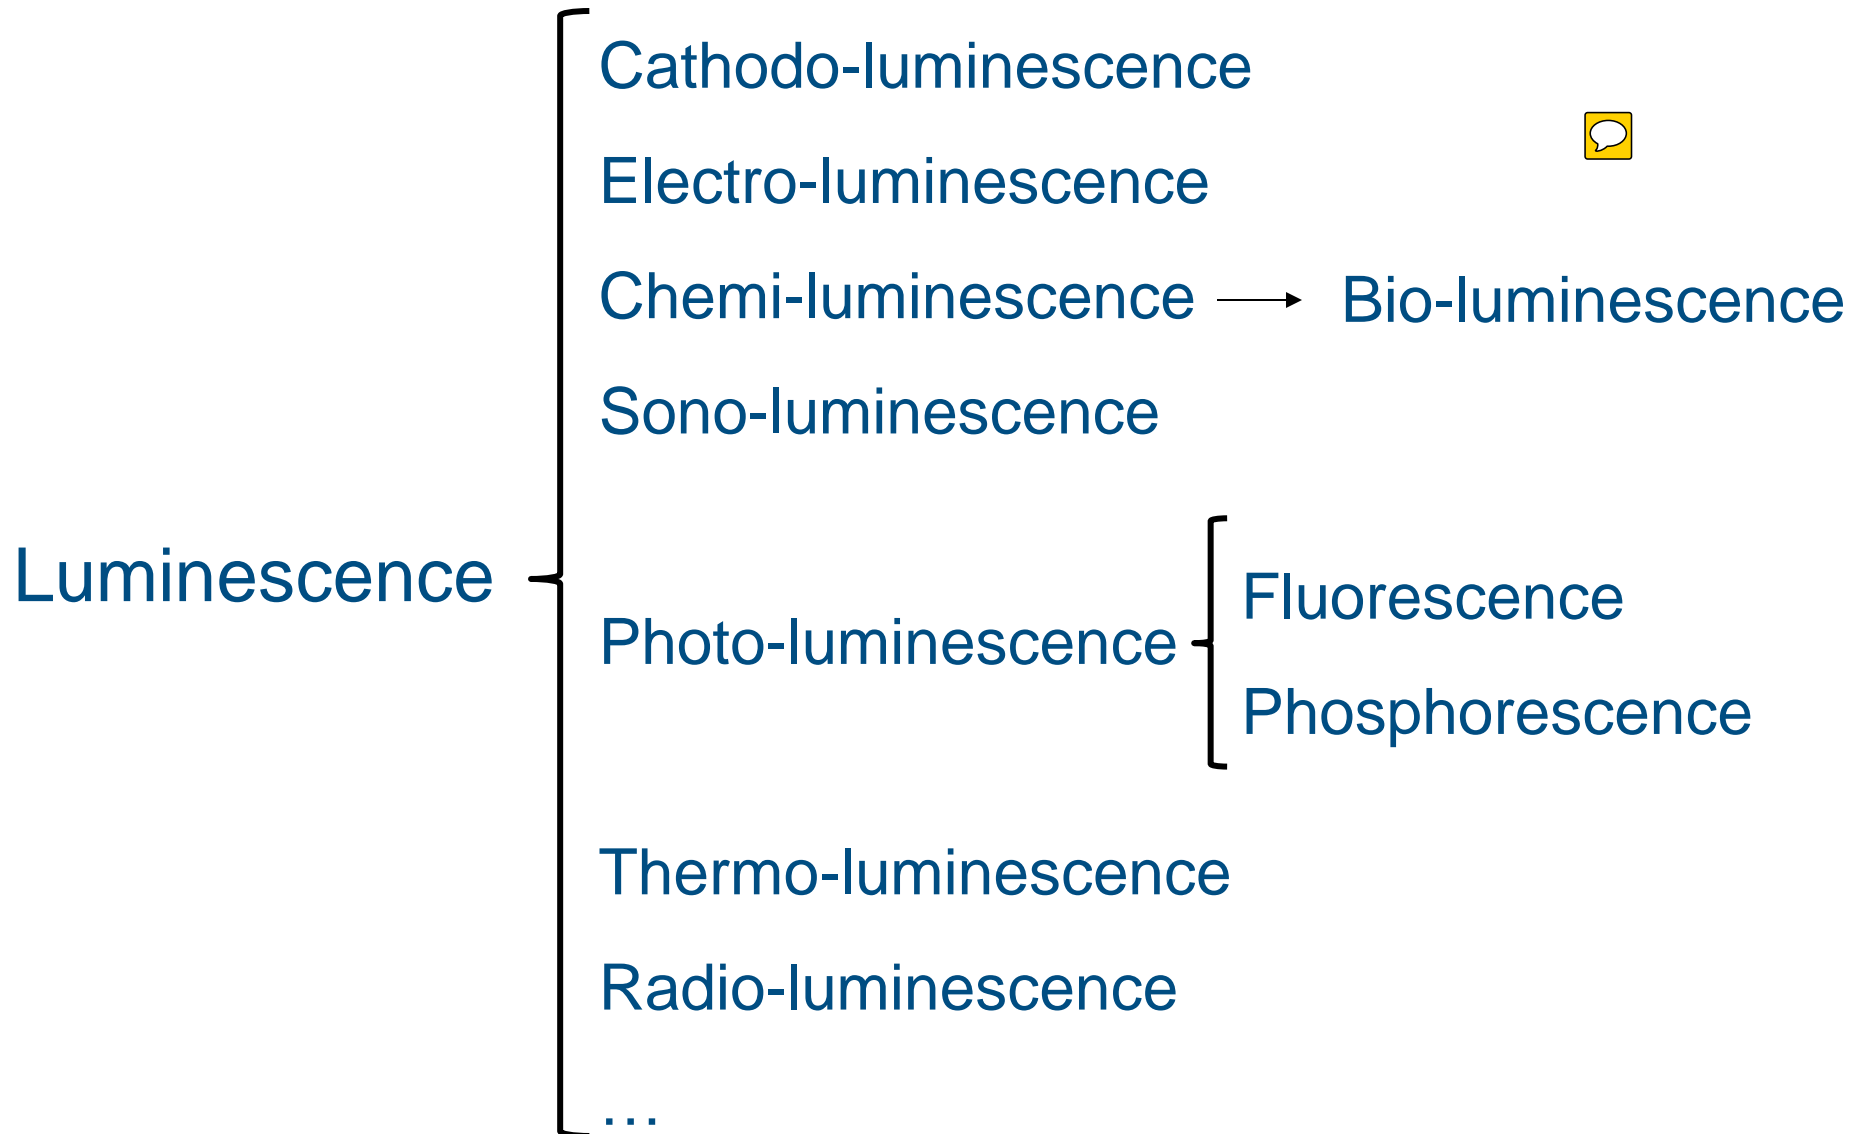 Cathodo-luminescence
Electro-luminescence
Chemi-luminescence
Bio-luminescence
Sono-luminescence
Luminescence
Photo-luminescence
Fluorescence
Phosphorescence
Thermo-luminescence
Radio-luminescence
…